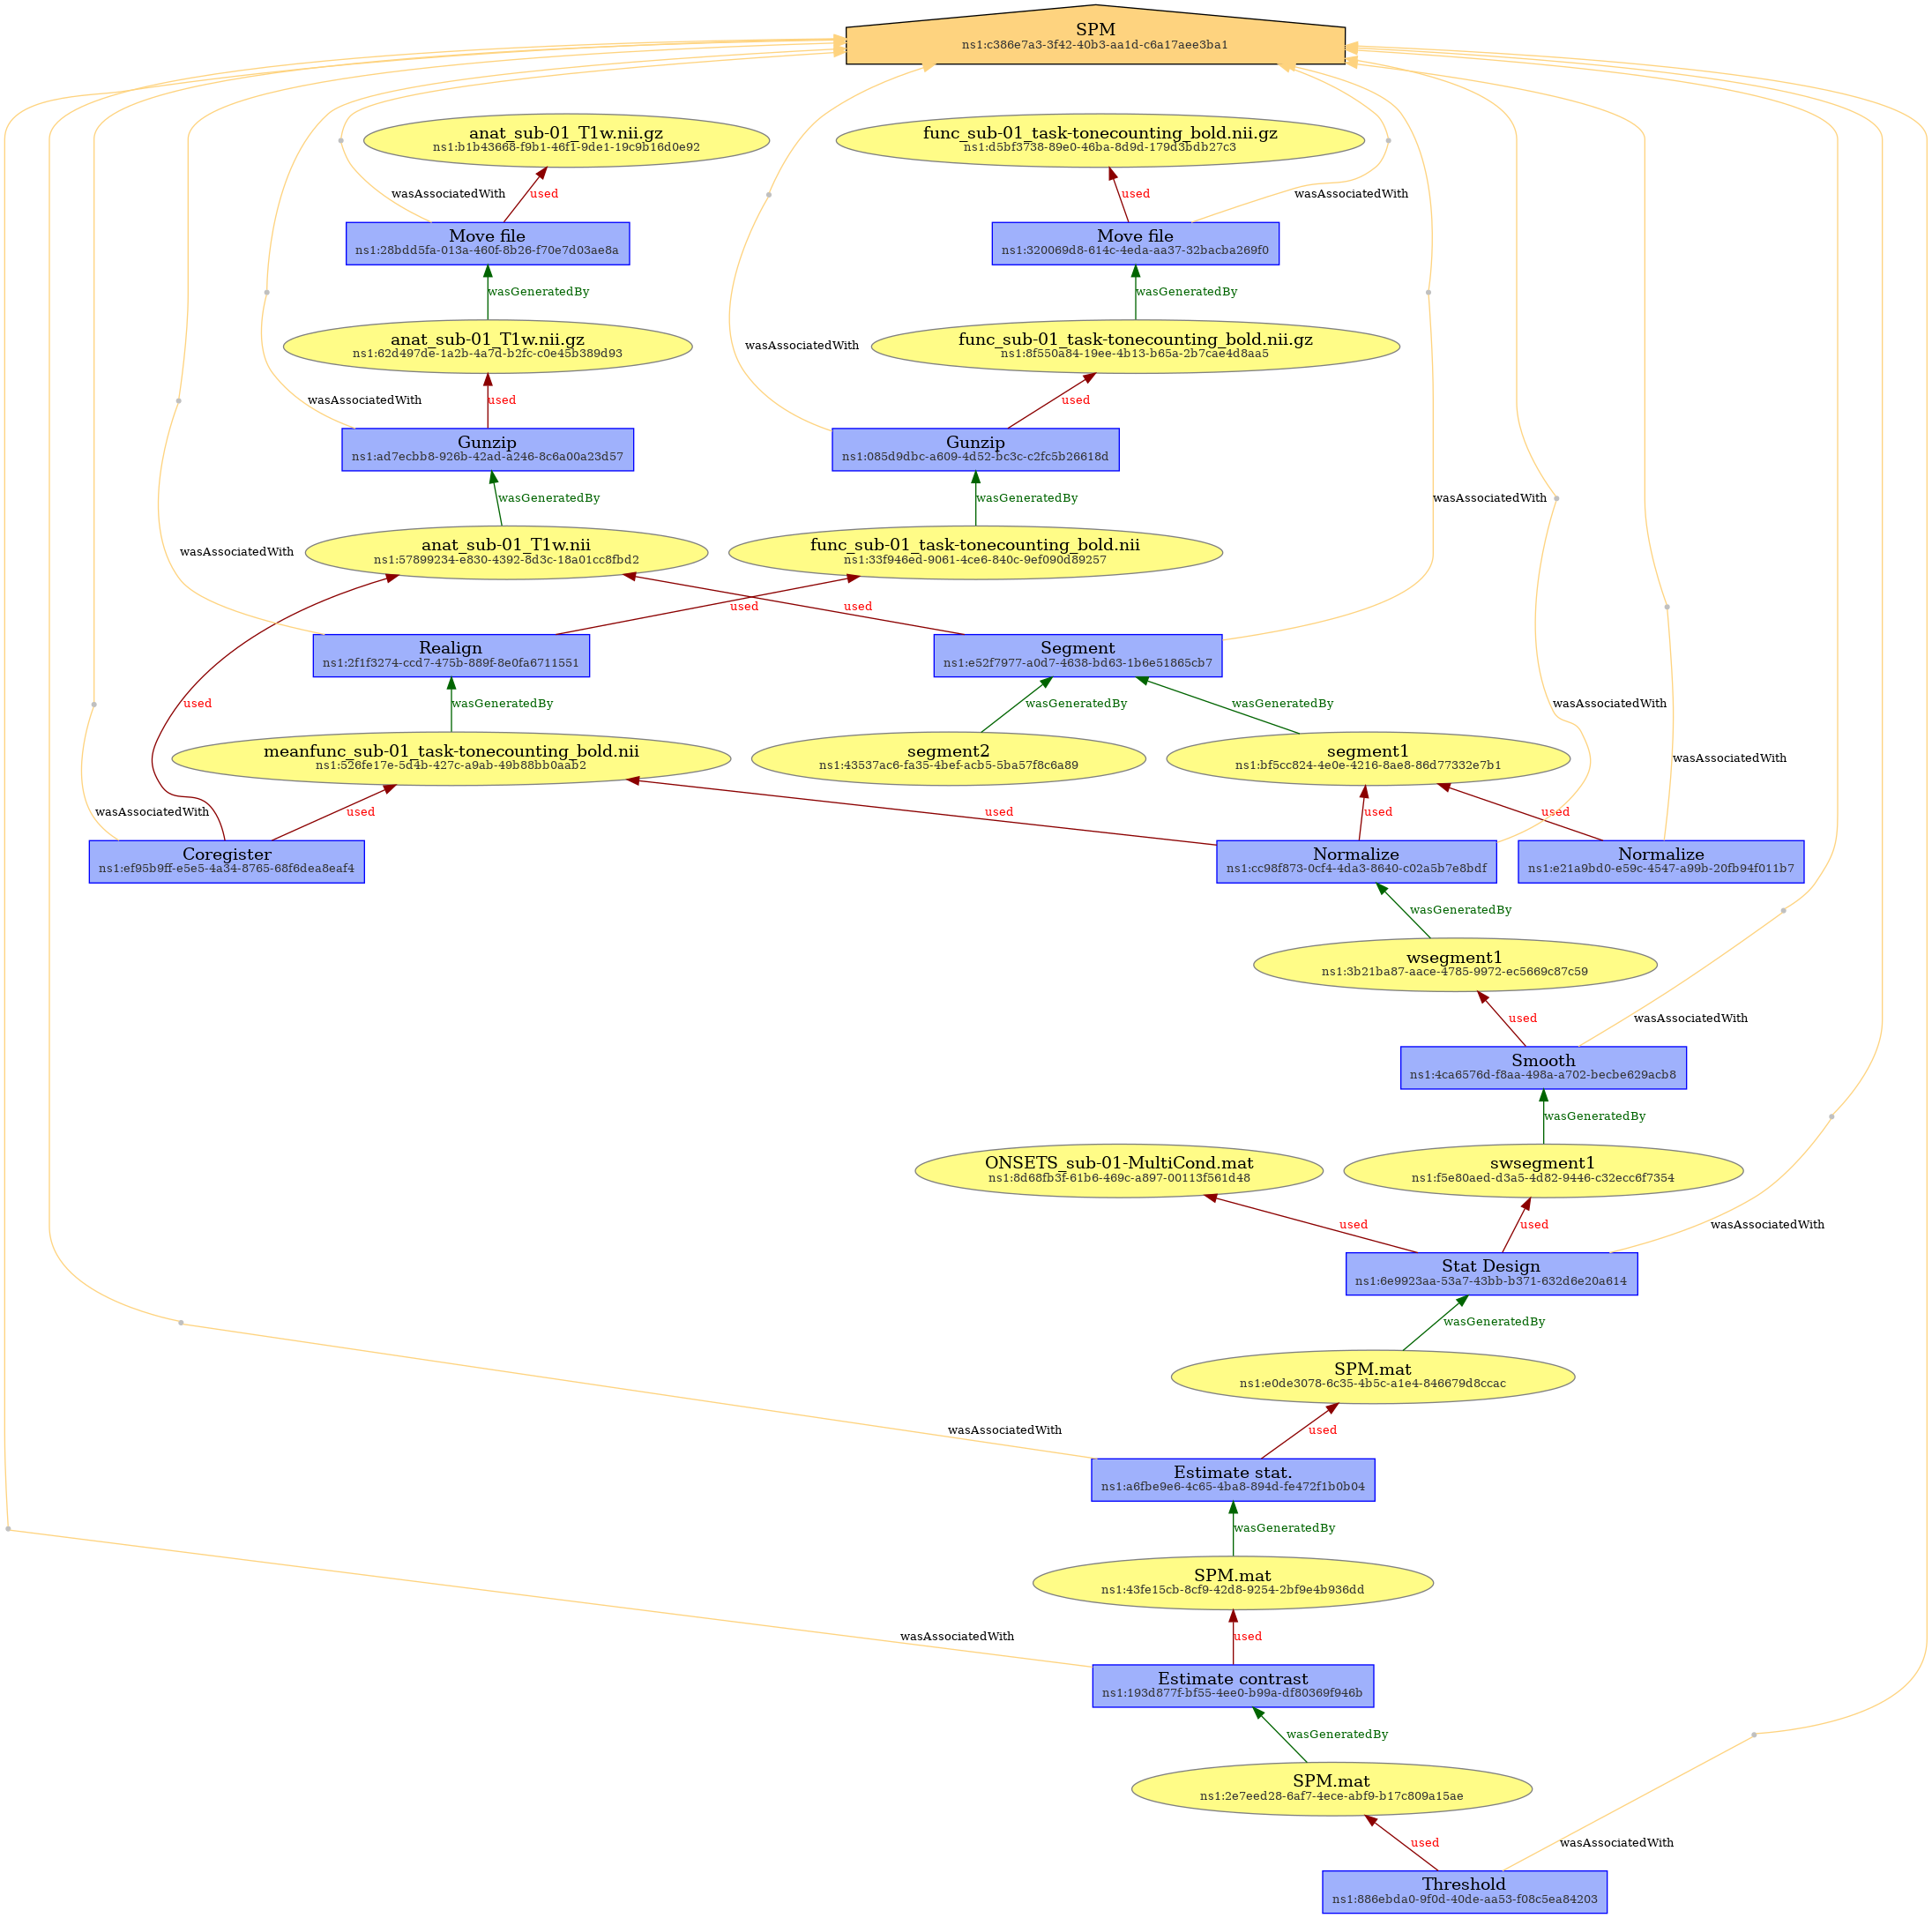 SPM
ns1:c386e7a3-3f42-40b3-aa1d-c6a17aee3ba1
anat_sub-01_T1w.nii.gz
ns1:b1b43668-f9b1-46f1-9de1-19c9b16d0e92
func_sub-01_task-tonecounting_bold.nii.gz
ns1:d5bf3738-89e0-46ba-8d9d-179d3bdb27c3
wasAssociatedWith
used
used
wasAssociatedWith
Move file
ns1:28bdd5fa-013a-460f-8b26-f70e7d03ae8a
Move file
ns1:320069d8-614c-4eda-aa37-32bacba269f0
wasGeneratedBy
wasGeneratedBy
anat_sub-01_T1w.nii.gz
ns1:62d497de-1a2b-4a7d-b2fc-c0e45b389d93
wasAssociatedWith
func_sub-01_task-tonecounting_bold.nii.gz
ns1:8f550a84-19ee-4b13-b65a-2b7cae4d8aa5
wasAssociatedWith
used
used
Gunzip
ns1:ad7ecbb8-926b-42ad-a246-8c6a00a23d57
Gunzip
ns1:085d9dbc-a609-4d52-bc3c-c2fc5b26618d
wasGeneratedBy
wasGeneratedBy
wasAssociatedWith
wasAssociatedWith
anat_sub-01_T1w.nii
ns1:57899234-e830-4392-8d3c-18a01cc8fbd2
func_sub-01_task-tonecounting_bold.nii
ns1:33f946ed-9061-4ce6-840c-9ef090d89257
used
used
Realign
ns1:2f1f3274-ccd7-475b-889f-8e0fa6711551
Segment
ns1:e52f7977-a0d7-4638-bd63-1b6e51865cb7
used
wasGeneratedBy
wasGeneratedBy
wasGeneratedBy
wasAssociatedWith
meanfunc_sub-01_task-tonecounting_bold.nii
ns1:526fe17e-5d4b-427c-a9ab-49b88bb0aab2
segment2
ns1:43537ac6-fa35-4bef-acb5-5ba57f8c6a89
segment1
ns1:bf5cc824-4e0e-4216-8ae8-86d77332e7b1
wasAssociatedWith
wasAssociatedWith
used
used
used
used
Coregister
ns1:ef95b9ff-e5e5-4a34-8765-68f6dea8eaf4
Normalize
ns1:cc98f873-0cf4-4da3-8640-c02a5b7e8bdf
Normalize
ns1:e21a9bd0-e59c-4547-a99b-20fb94f011b7
wasGeneratedBy
wsegment1
ns1:3b21ba87-aace-4785-9972-ec5669c87c59
used
wasAssociatedWith
Smooth
ns1:4ca6576d-f8aa-498a-a702-becbe629acb8
wasGeneratedBy
ONSETS_sub-01-MultiCond.mat
ns1:8d68fb3f-61b6-469c-a897-00113f561d48
swsegment1
ns1:f5e80aed-d3a5-4d82-9446-c32ecc6f7354
used
used
wasAssociatedWith
Stat Design
ns1:6e9923aa-53a7-43bb-b371-632d6e20a614
wasGeneratedBy
SPM.mat
ns1:e0de3078-6c35-4b5c-a1e4-846679d8ccac
wasAssociatedWith
used
Estimate stat.
ns1:a6fbe9e6-4c65-4ba8-894d-fe472f1b0b04
wasGeneratedBy
SPM.mat
ns1:43fe15cb-8cf9-42d8-9254-2bf9e4b936dd
wasAssociatedWith
used
Estimate contrast
ns1:193d877f-bf55-4ee0-b99a-df80369f946b
wasGeneratedBy
SPM.mat
ns1:2e7eed28-6af7-4ece-abf9-b17c809a15ae
used
wasAssociatedWith
Threshold
ns1:886ebda0-9f0d-40de-aa53-f08c5ea84203